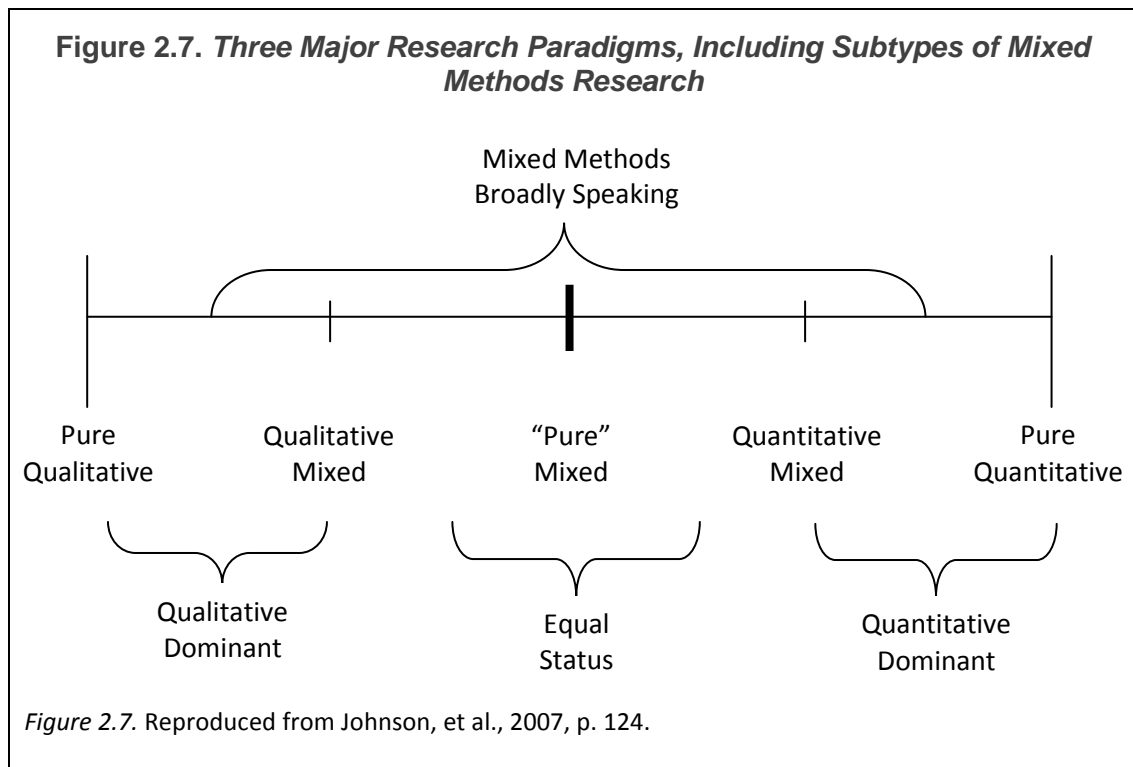 Figure 2.7. Three Major Research Paradigms, Including Subtypes of Mixed
Methods Research
Mixed Methods
Broadly Speaking
Pure
Qualitative
Qualitative
Mixed
“Pure”
Mixed
Quantitative
Mixed
Pure
Quantitative
Qualitative
Dominant
Equal
Status
Quantitative
Dominant
Figure 2.7. Reproduced from Johnson, et al., 2007, p. 124.